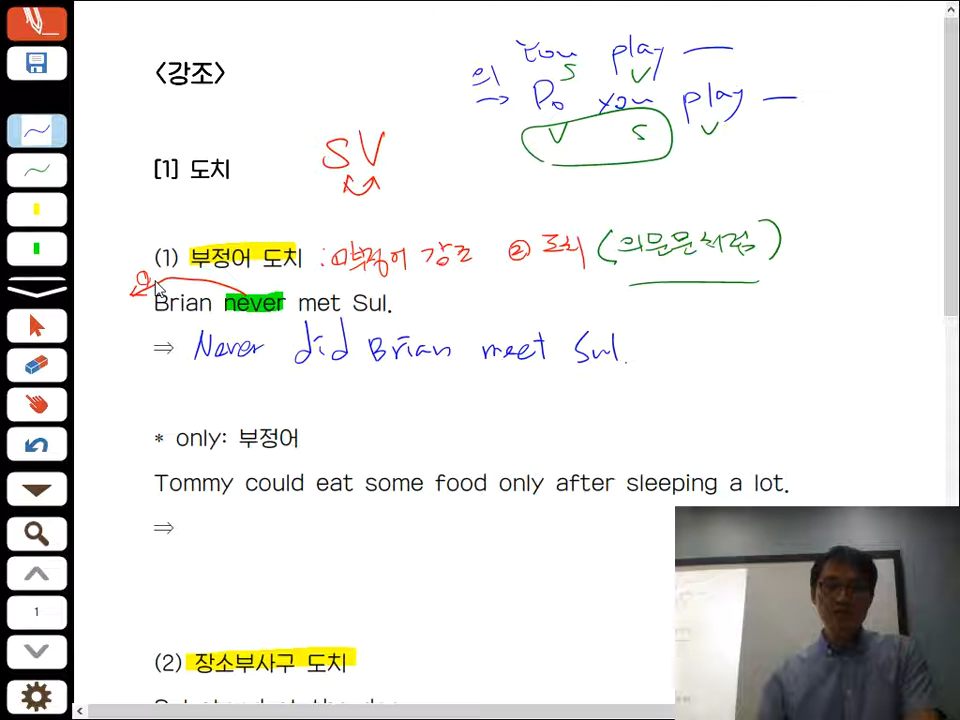 You play —
<강조>
의
→ Do you play —
S V
V S V
[1] 도치
S V
(1) 부정어 도치 : ① 부정어 강조 ② 도치 (의문문처럼)
Brian never met Sul.
⇒ Never did Brian meet Sul.
* only: 부정어
Tommy could eat some food only after sleeping a lot.
⇒
(2) 장소부사구 도치
1